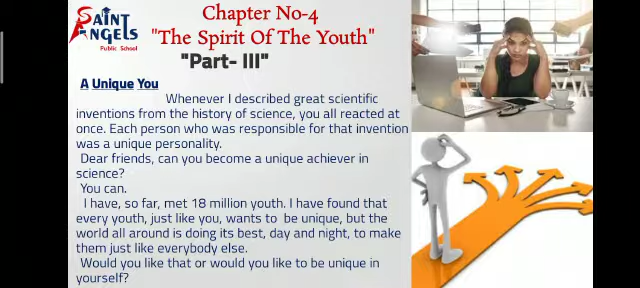 SAINT
ANGELS
Public School
Chapter No-4
"The Spirit Of The Youth"
"Part- III"
A Unique You
Whenever I described great scientific
inventions from the history of science, you all reacted at
once. Each person who was responsible for that invention
was a unique personality.
Dear friends, can you become a unique achiever in
science?
You can.
I have, so far, met 18 million youth. I have found that
every youth, just like you, wants to be unique, but the
world all around is doing its best, day and night, to make
them just like everybody else.
Would you like that or would you like to be unique in
yourself?